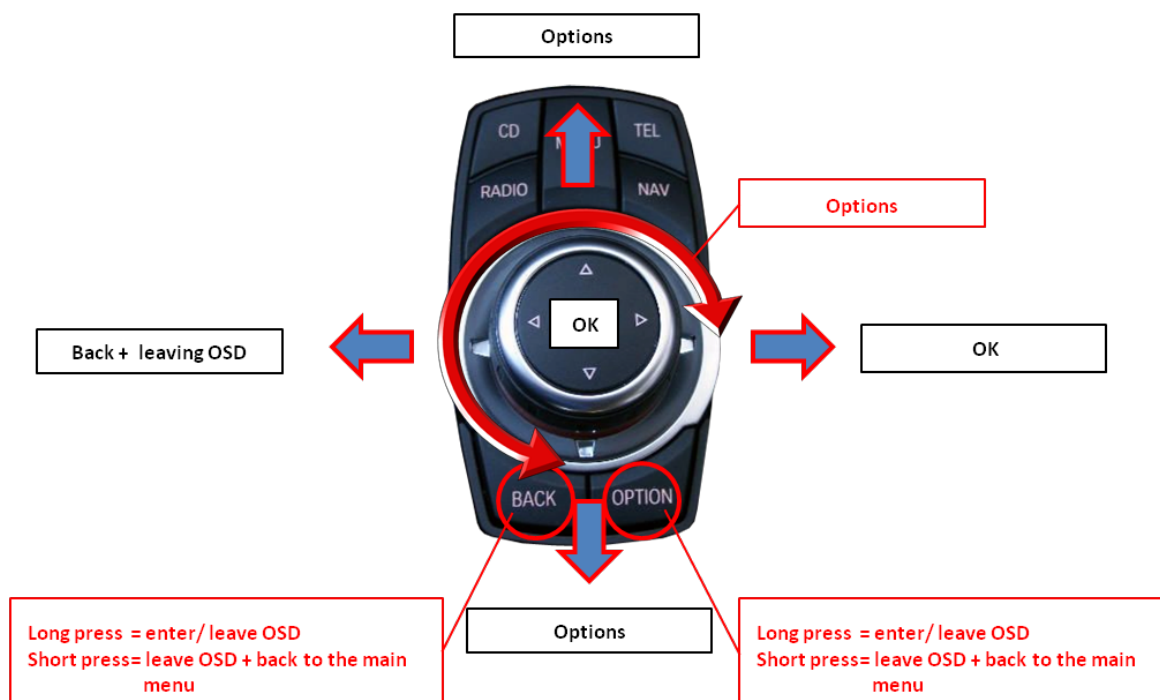 Options
CD
TEL
RADIO
NAV
Options
OK
Back + leaving OSD
OK
BACK
OPTION
Options
Long press = enter/ leave OSD
Short press= leave OSD + back to the main
menu
Long press = enter/ leave OSD
Short press= leave OSD + back to the main
menu